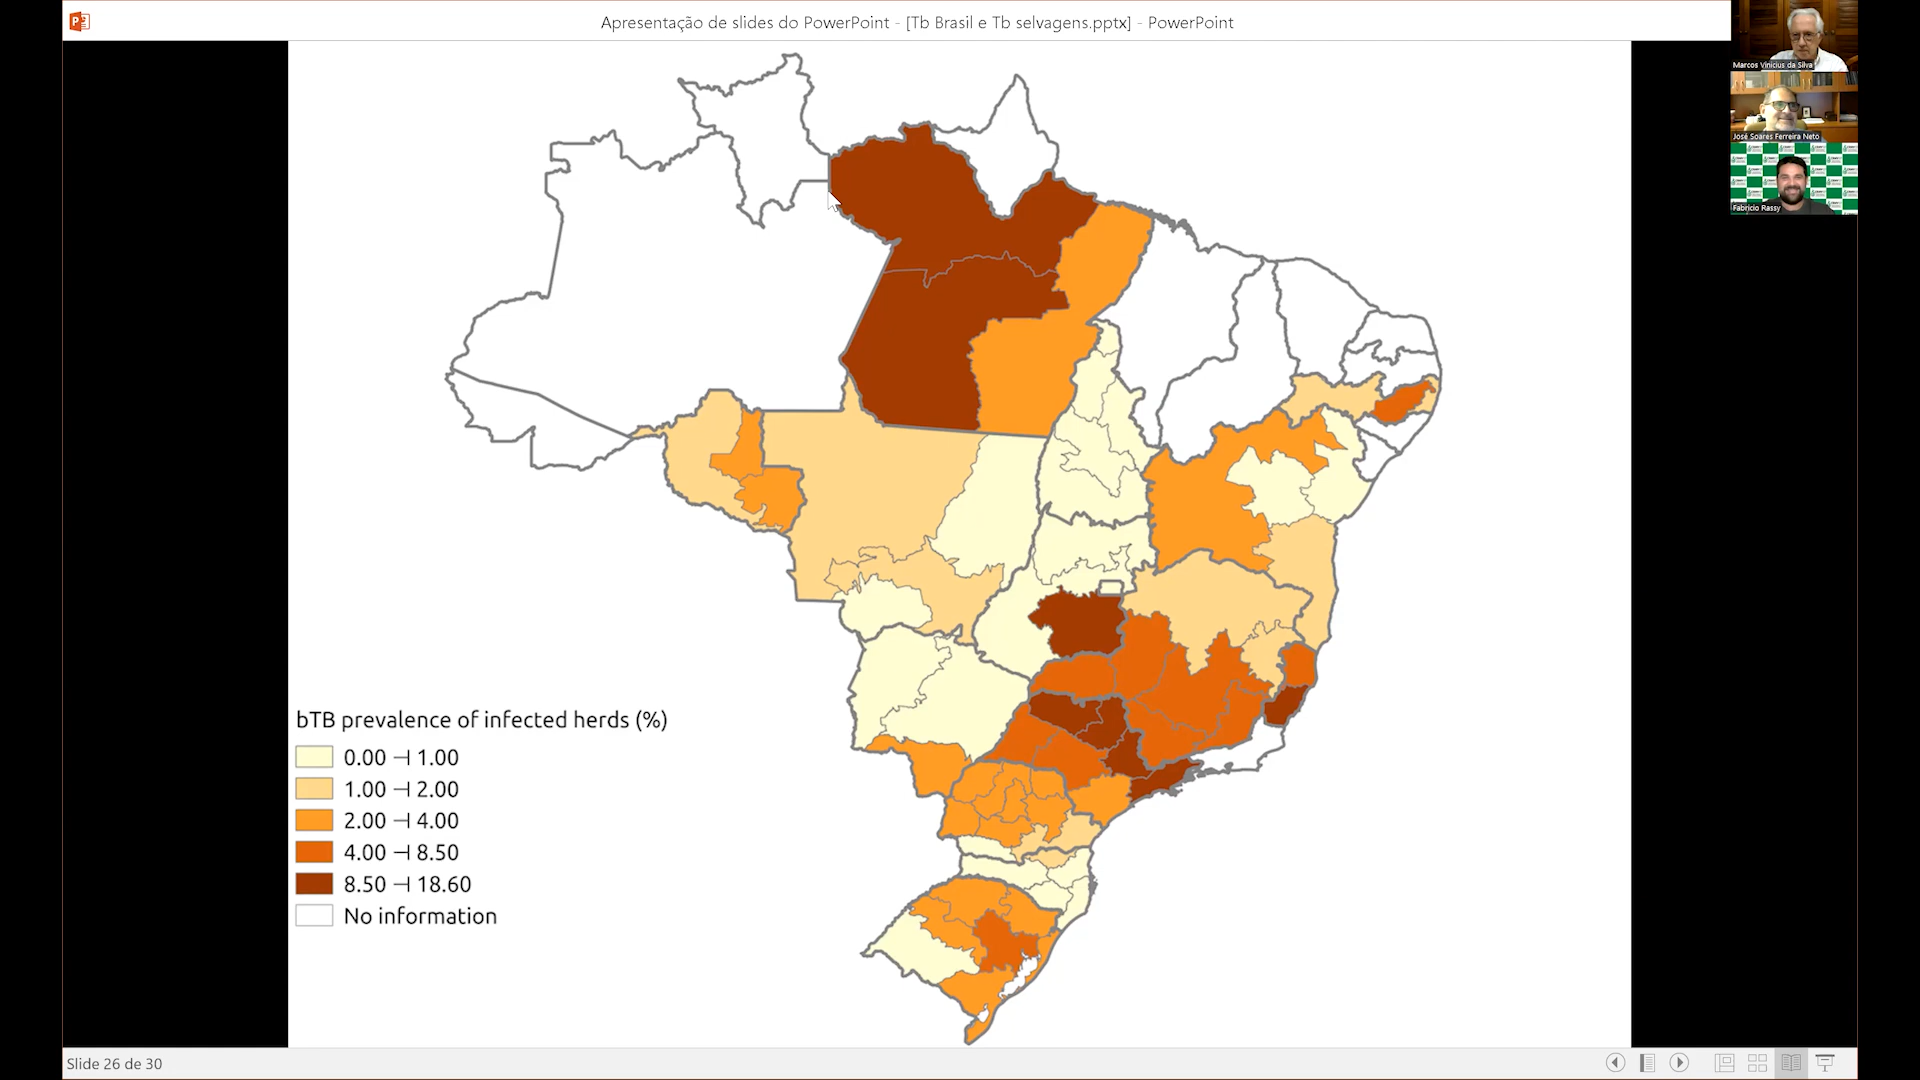 Apresentação de slides do PowerPoint - [Tb Brasil e Tb selvagens.pptx] - PowerPoint
Marcos Vinicius da Silva
José Soares Ferreira Neto
Fabricio Rassy
bTB prevalence of infected herds (%)
0.00 ⊣ 1.00
1.00 ⊣ 2.00
2.00 ⊣ 4.00
4.00 ⊣ 8.50
8.50 ⊣ 18.60
No information
Slide 26 de 30